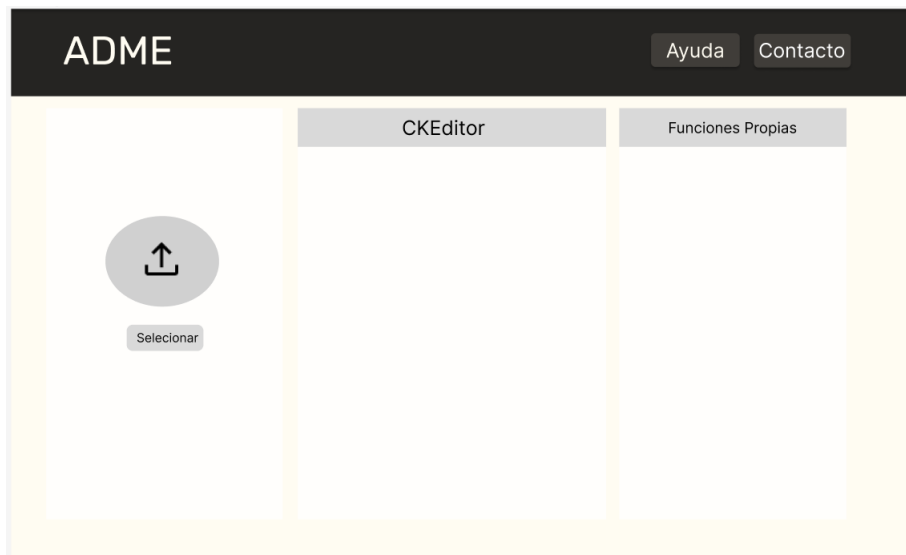 ADME
Ayuda
Contacto
CKEditor
Funciones Propias
Selecionar